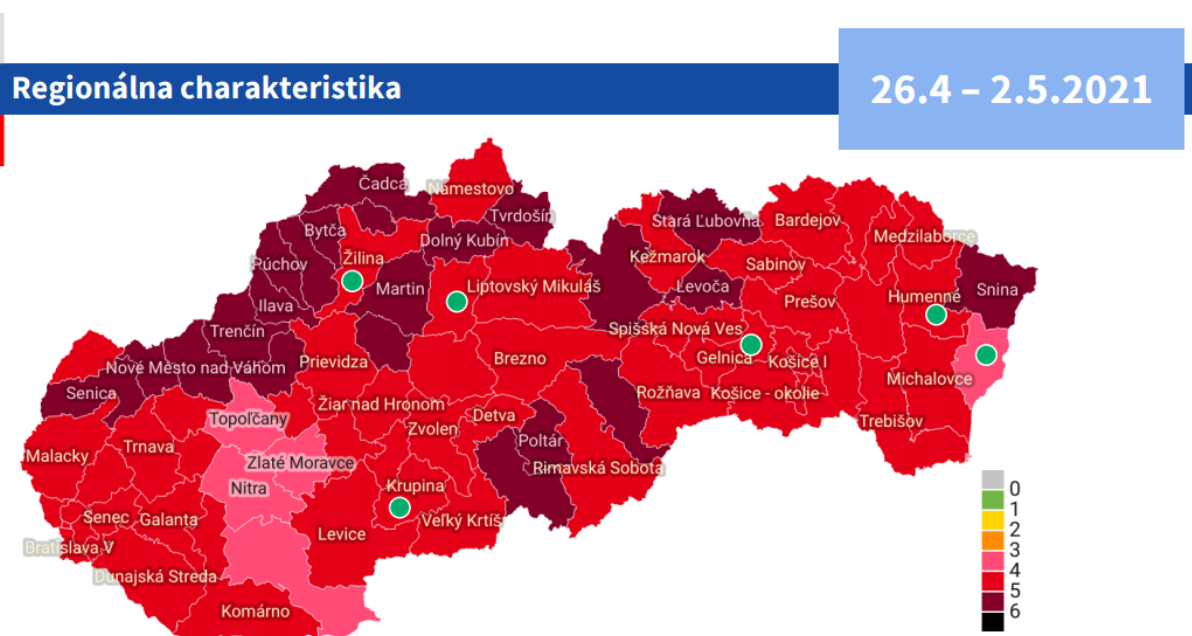 Regionálna charakteristika
26.4 – 2.5.2021
Čadca
Námestovo
Tvrdošín
Stará Ľubovňa
Bardejov
Bytča
Dolný Kubín
Medzilaborce
Žilina
Kežmarok
Sabinov
Púchov
Martin
Liptovský Mikuláš
Levoča
Snina
Ilava
Prešov
Humenné
Trenčín
Spišská Nová Ves
Nové Mesto nad Váhom
Prievidza
Brezno
Gelnica
Košice I
Michalovce
Senica
Rožňava
Košice - okolie
Topoľčany
Žiar nad Hronom
Detva
Zvolen
Trebišov
Trnava
Poltár
Malacky
Zlaté Moravce
Rimavská Sobota
Nitra
Krupina
Senec
Galanta
Veľký Krtíš
Levice
Bratislava V
Dunajská Streda
Komárno
0
1
2
3
4
5
6